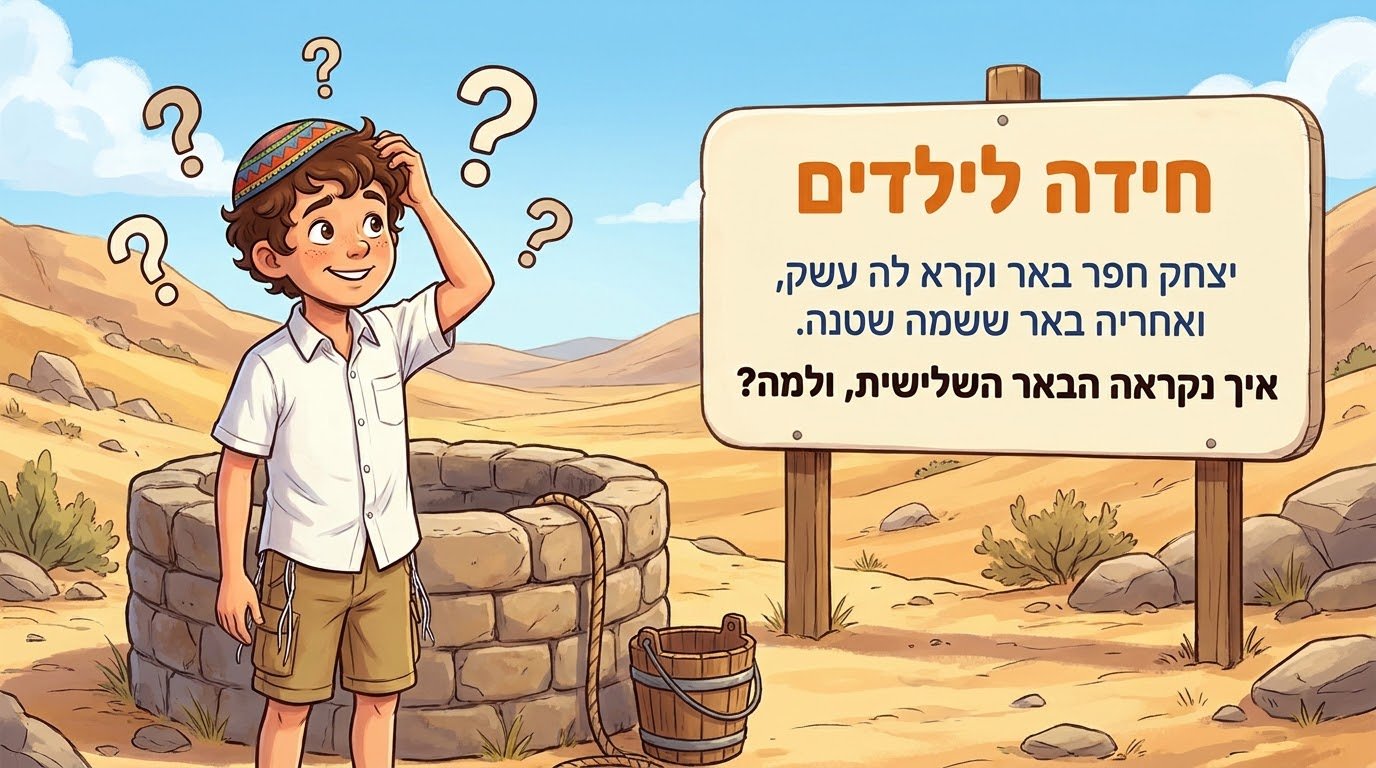 חידה לילדים
יצחק חפר באר וקרא לה עשק,
ואחריה באר ששמה שטנה.
איך נקראה הבאר השלישית, ולמה?